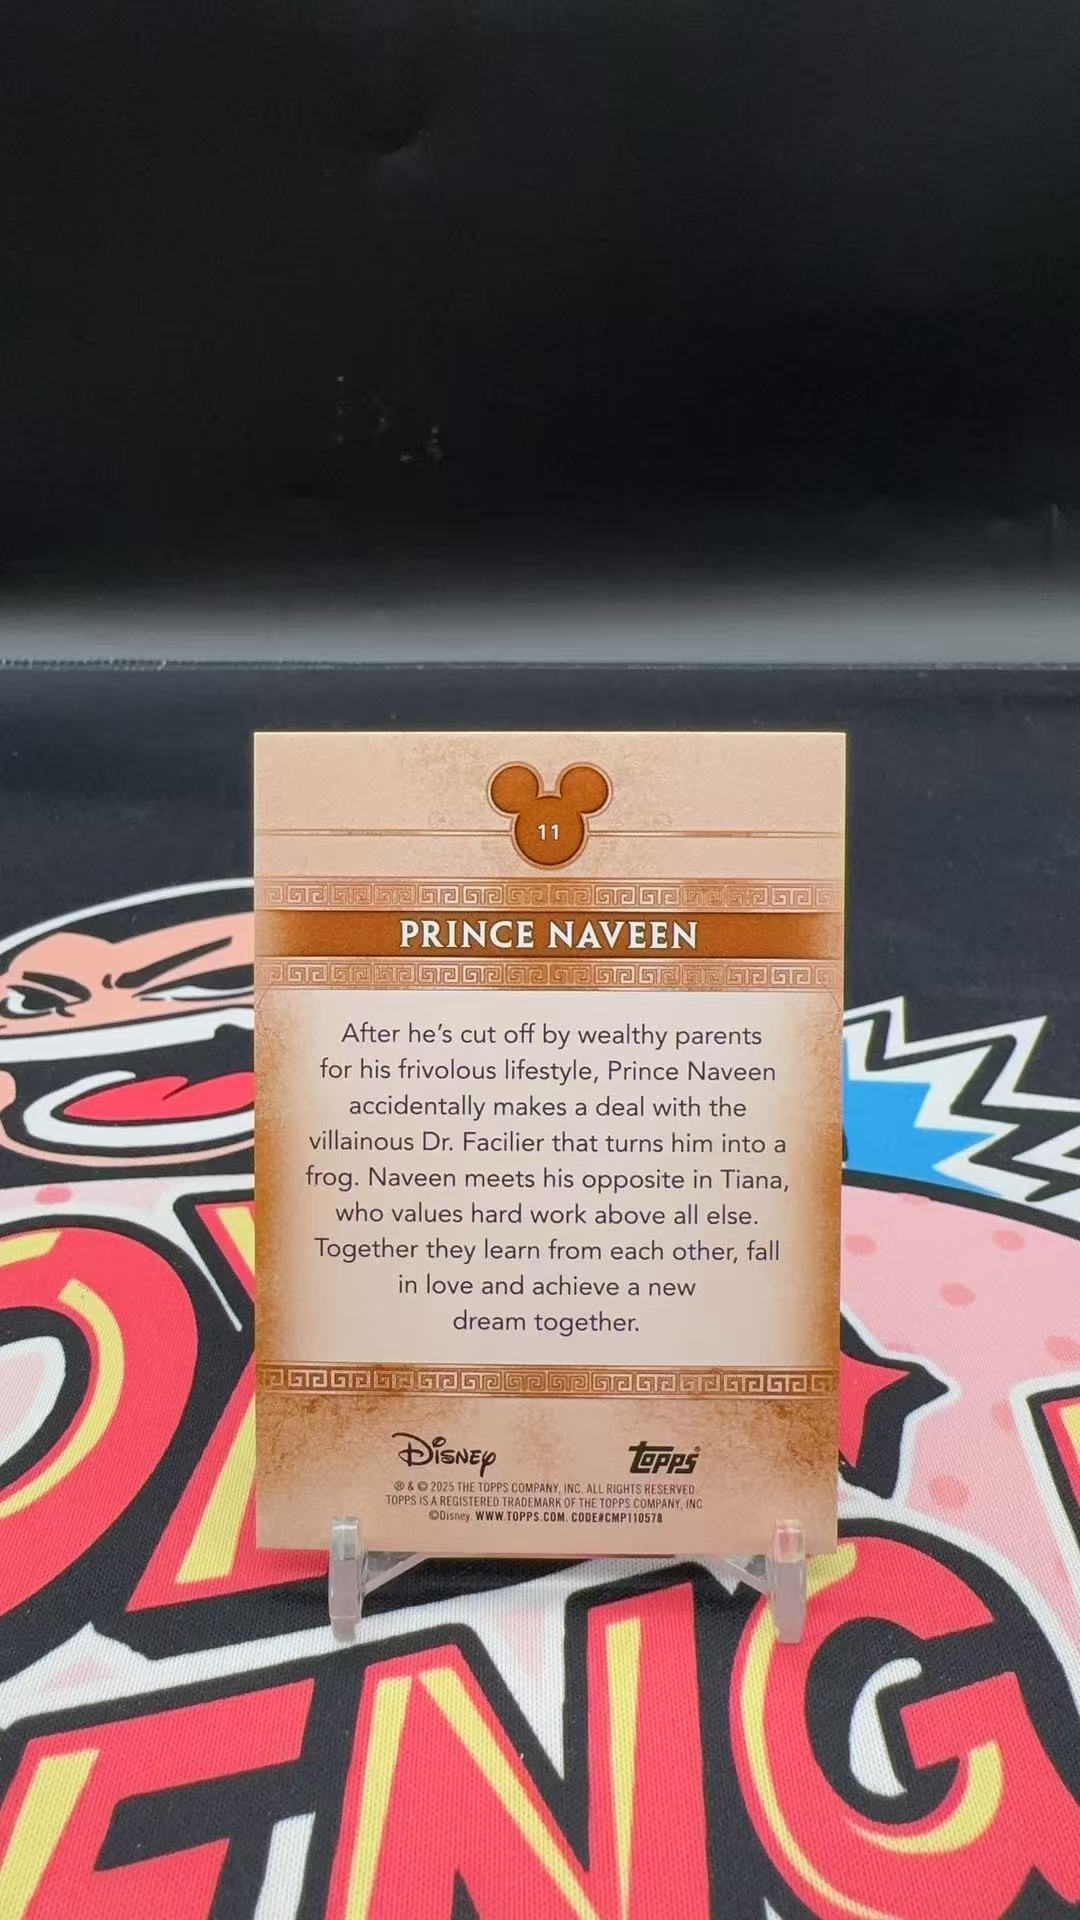 11
PRINCE NAVEEN
After he's cut off by wealthy parents
for his frivolous lifestyle, Prince Naveen
accidentally makes a deal with the
villainous Dr. Facilier that turns him into a
frog. Naveen meets his opposite in Tiana,
who values hard work above all else.
Together they learn from each other, fall
in love and achieve a new
dream together.
Disney topps®
® & © 2025 THE TOPPS COMPANY, INC. ALL RIGHTS RESERVED
TOPPS IS A REGISTERED TRADEMARK OF THE TOPPS COMPANY, INC
©Disney. WWW.TOPPS.COM. CODE#CMP110578